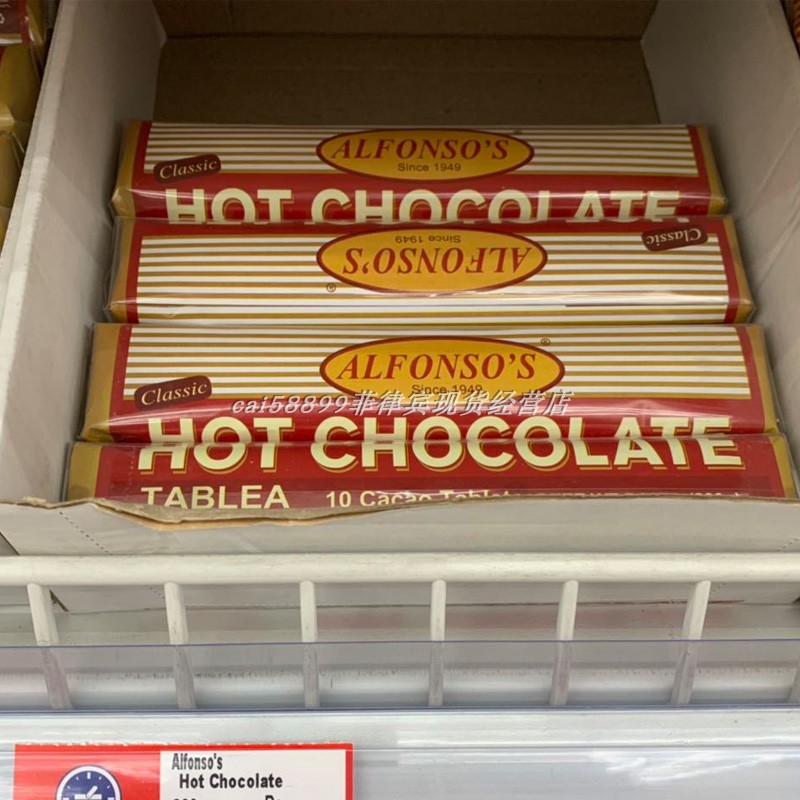 ALFONSO'S
Since 1949
Classic
HOT CHOCOLATE
Classic
ALFONSO'S
Since 1949
®
®
ALFONSO'S
Since 1949
Classic
cai58899菲律宾现货经营店
HOT CHOCOLATE
TABLEA 10 Cacao Tablet
Alfonso's
Hot Chocolate